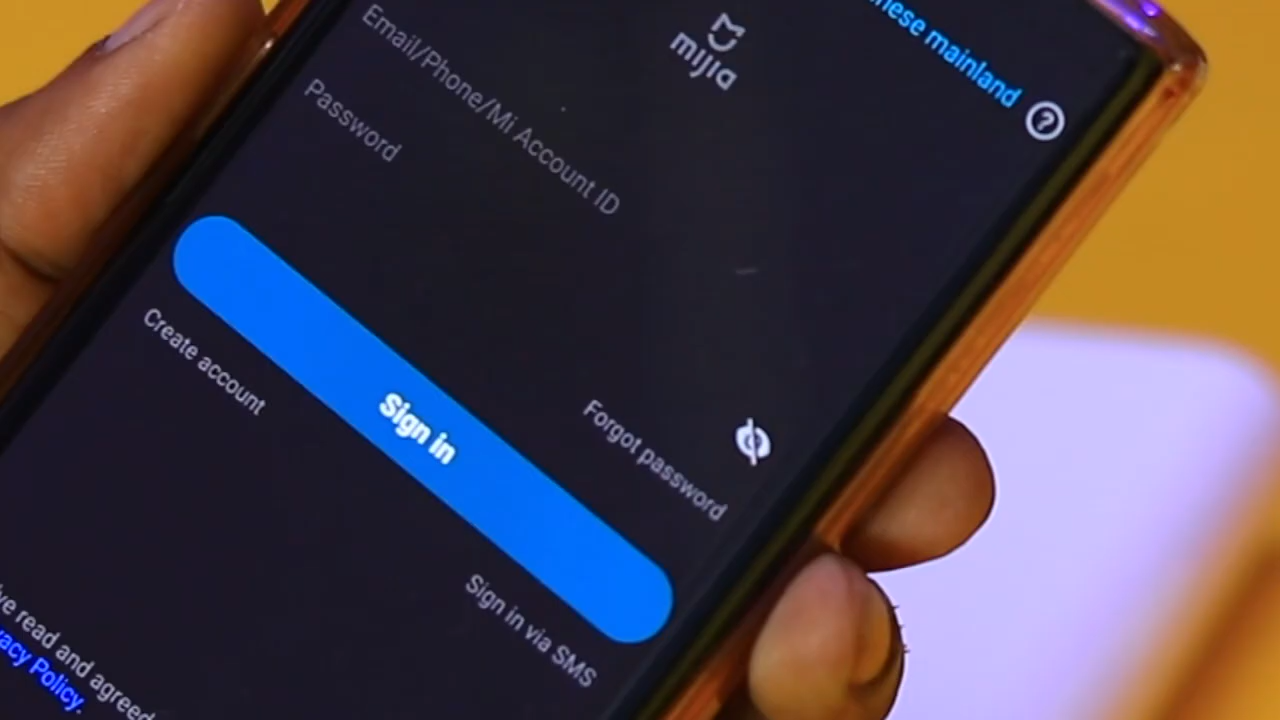 mijia
mainland
Email/Phone/Mi Account ID
Password
Forgot password
Sign in
Create account
Sign in via SMS
read and agreed
Policy.